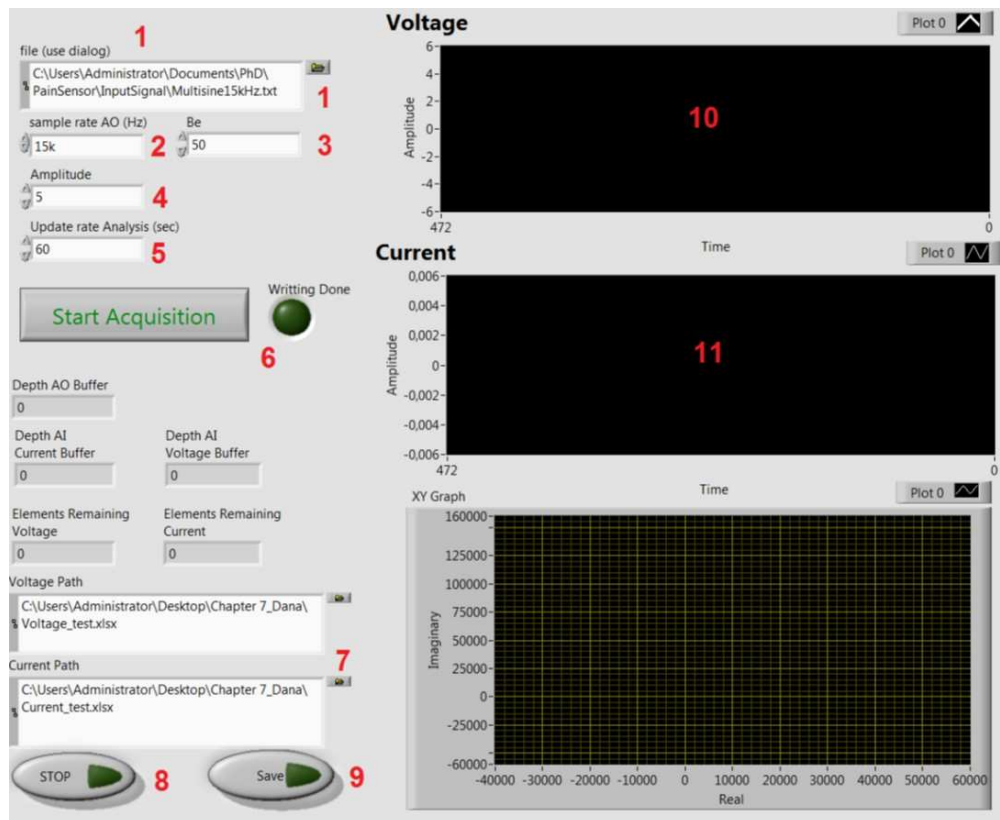 1
file (use dialog)
C:\Users\Administrator\Documents\PhD\
PainSensor\InputSignal\Multisine15kHz.txt
1
sample rate AO (Hz)
Be
15k
2
50
3
Amplitude
5
4
Update rate Analysis (sec)
60
5
Start Acquisition
Writting Done
6
Depth AO Buffer
0
Depth AI
Current Buffer
0
Depth AI
Voltage Buffer
0
Elements Remaining
Voltage
0
Elements Remaining
Current
0
Voltage Path
C:\Users\Administrator\Desktop\Chapter 7_Dana\
Voltage_test.xlsx
7
Current Path
C:\Users\Administrator\Desktop\Chapter 7_Dana\
Current_test.xlsx
STOP
8
Save
9
Voltage
Plot 0
Amplitude
6
4
2
0
-2
-4
-6
10
472
0
Time
Current
Plot 0
Amplitude
0,006
0,004
0,002
0
-0,002
-0,004
-0,006
11
472
0
Time
XY Graph
Plot 0
Imaginary
160000
125000
100000
75000
50000
25000
0
-25000
-60000
-40000 -30000 -20000 -10000 0 10000 20000 30000 40000 50000 60000
Real